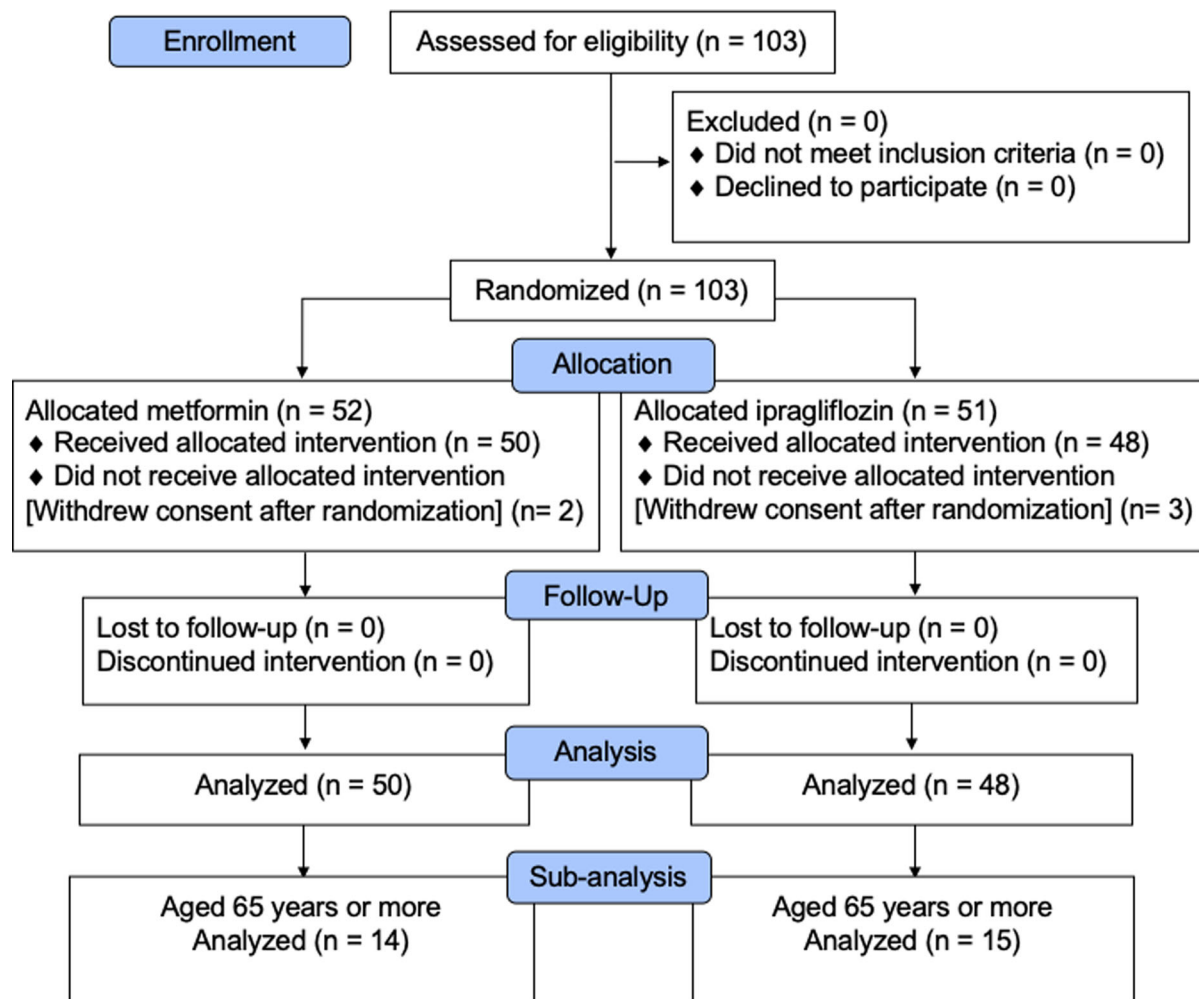 Enrollment
Assessed for eligibility (n = 103)
Excluded (n = 0)
♦ Did not meet inclusion criteria (n = 0)
♦ Declined to participate (n = 0)
Randomized (n = 103)
Allocation
Allocated metformin (n = 52)
♦ Received allocated intervention (n = 50)
♦ Did not receive allocated intervention
[Withdrew consent after randomization] (n= 2)
Allocated ipragliflozin (n = 51)
♦ Received allocated intervention (n = 48)
♦ Did not receive allocated intervention
[Withdrew consent after randomization] (n= 3)
Follow-Up
Lost to follow-up (n = 0)
Discontinued intervention (n = 0)
Lost to follow-up (n = 0)
Discontinued intervention (n = 0)
Analysis
Analyzed (n = 50)
Analyzed (n = 48)
Sub-analysis
Aged 65 years or more
Analyzed (n = 14)
Aged 65 years or more
Analyzed (n = 15)